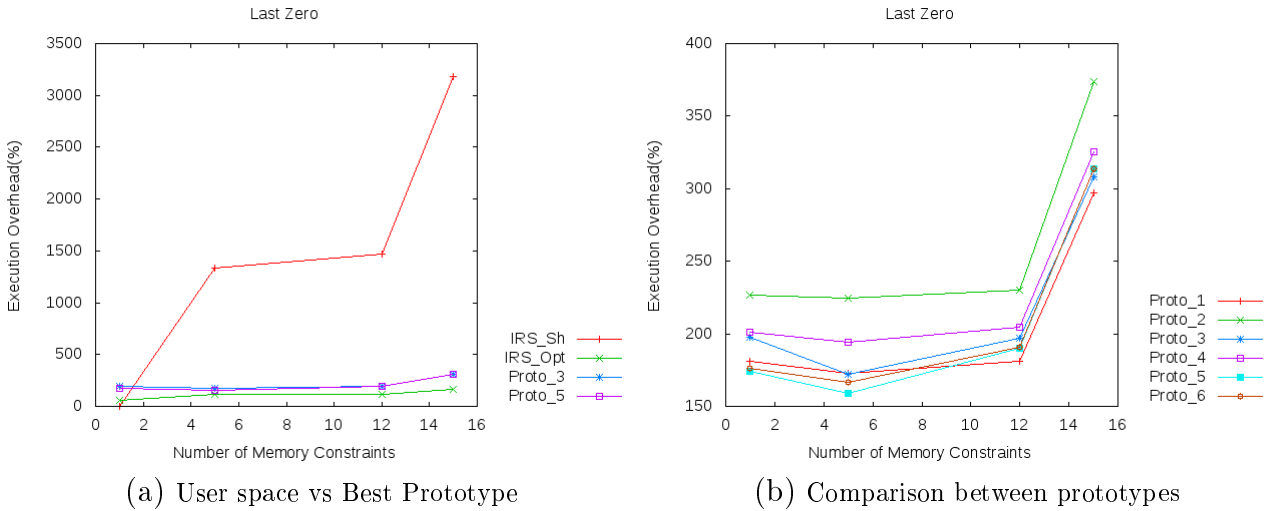 Last Zero
3500
3000
2500
2000
1500
1000
500
0
0 2 4 6 8 10 12 14 16
Execution Overhead(%)
Number of Memory Constraints
IRS_Sh
IRS_Opt
Proto_3
Proto_5
(a) User space vs Best Prototype
Last Zero
400
350
300
250
200
150
0 2 4 6 8 10 12 14 16
Execution Overhead(%)
Number of Memory Constraints
Proto_1
Proto_2
Proto_3
Proto_4
Proto_5
Proto_6
(b) Comparison between prototypes